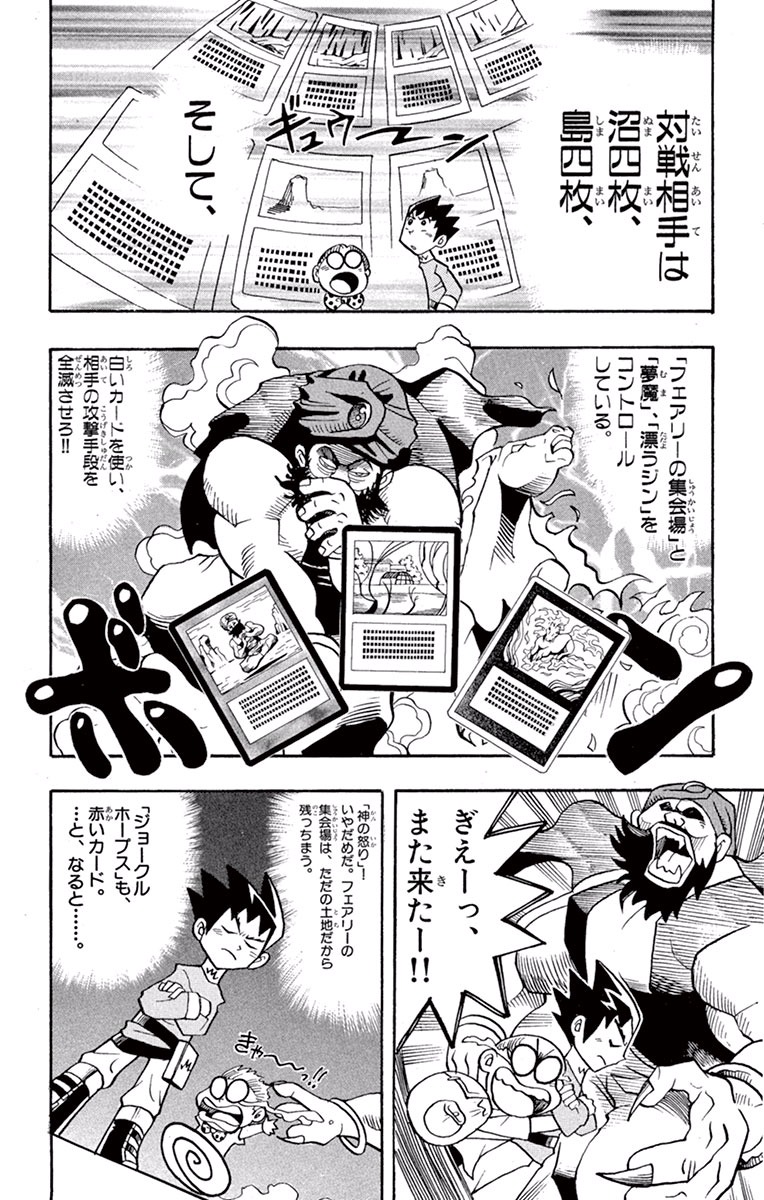 対戦相手は
沼四枚、
島四枚、
そして、
ギュウーーン
「フェアリーの集会場」と
「夢魔」、「漂うジン」を
コントロール
している。
白いカードを使い、
相手の攻撃手段を
全滅させろ!!
ボーン
ぎえーっ、
また来たー!!
「神の怒り」!
いやだめだ。フェアリーの
集会場は、ただの土地だから
残っちまう。
「ジョークル
ホープス」も、
赤いカード。
…と、なると……。
きゃ〜〜っ!!